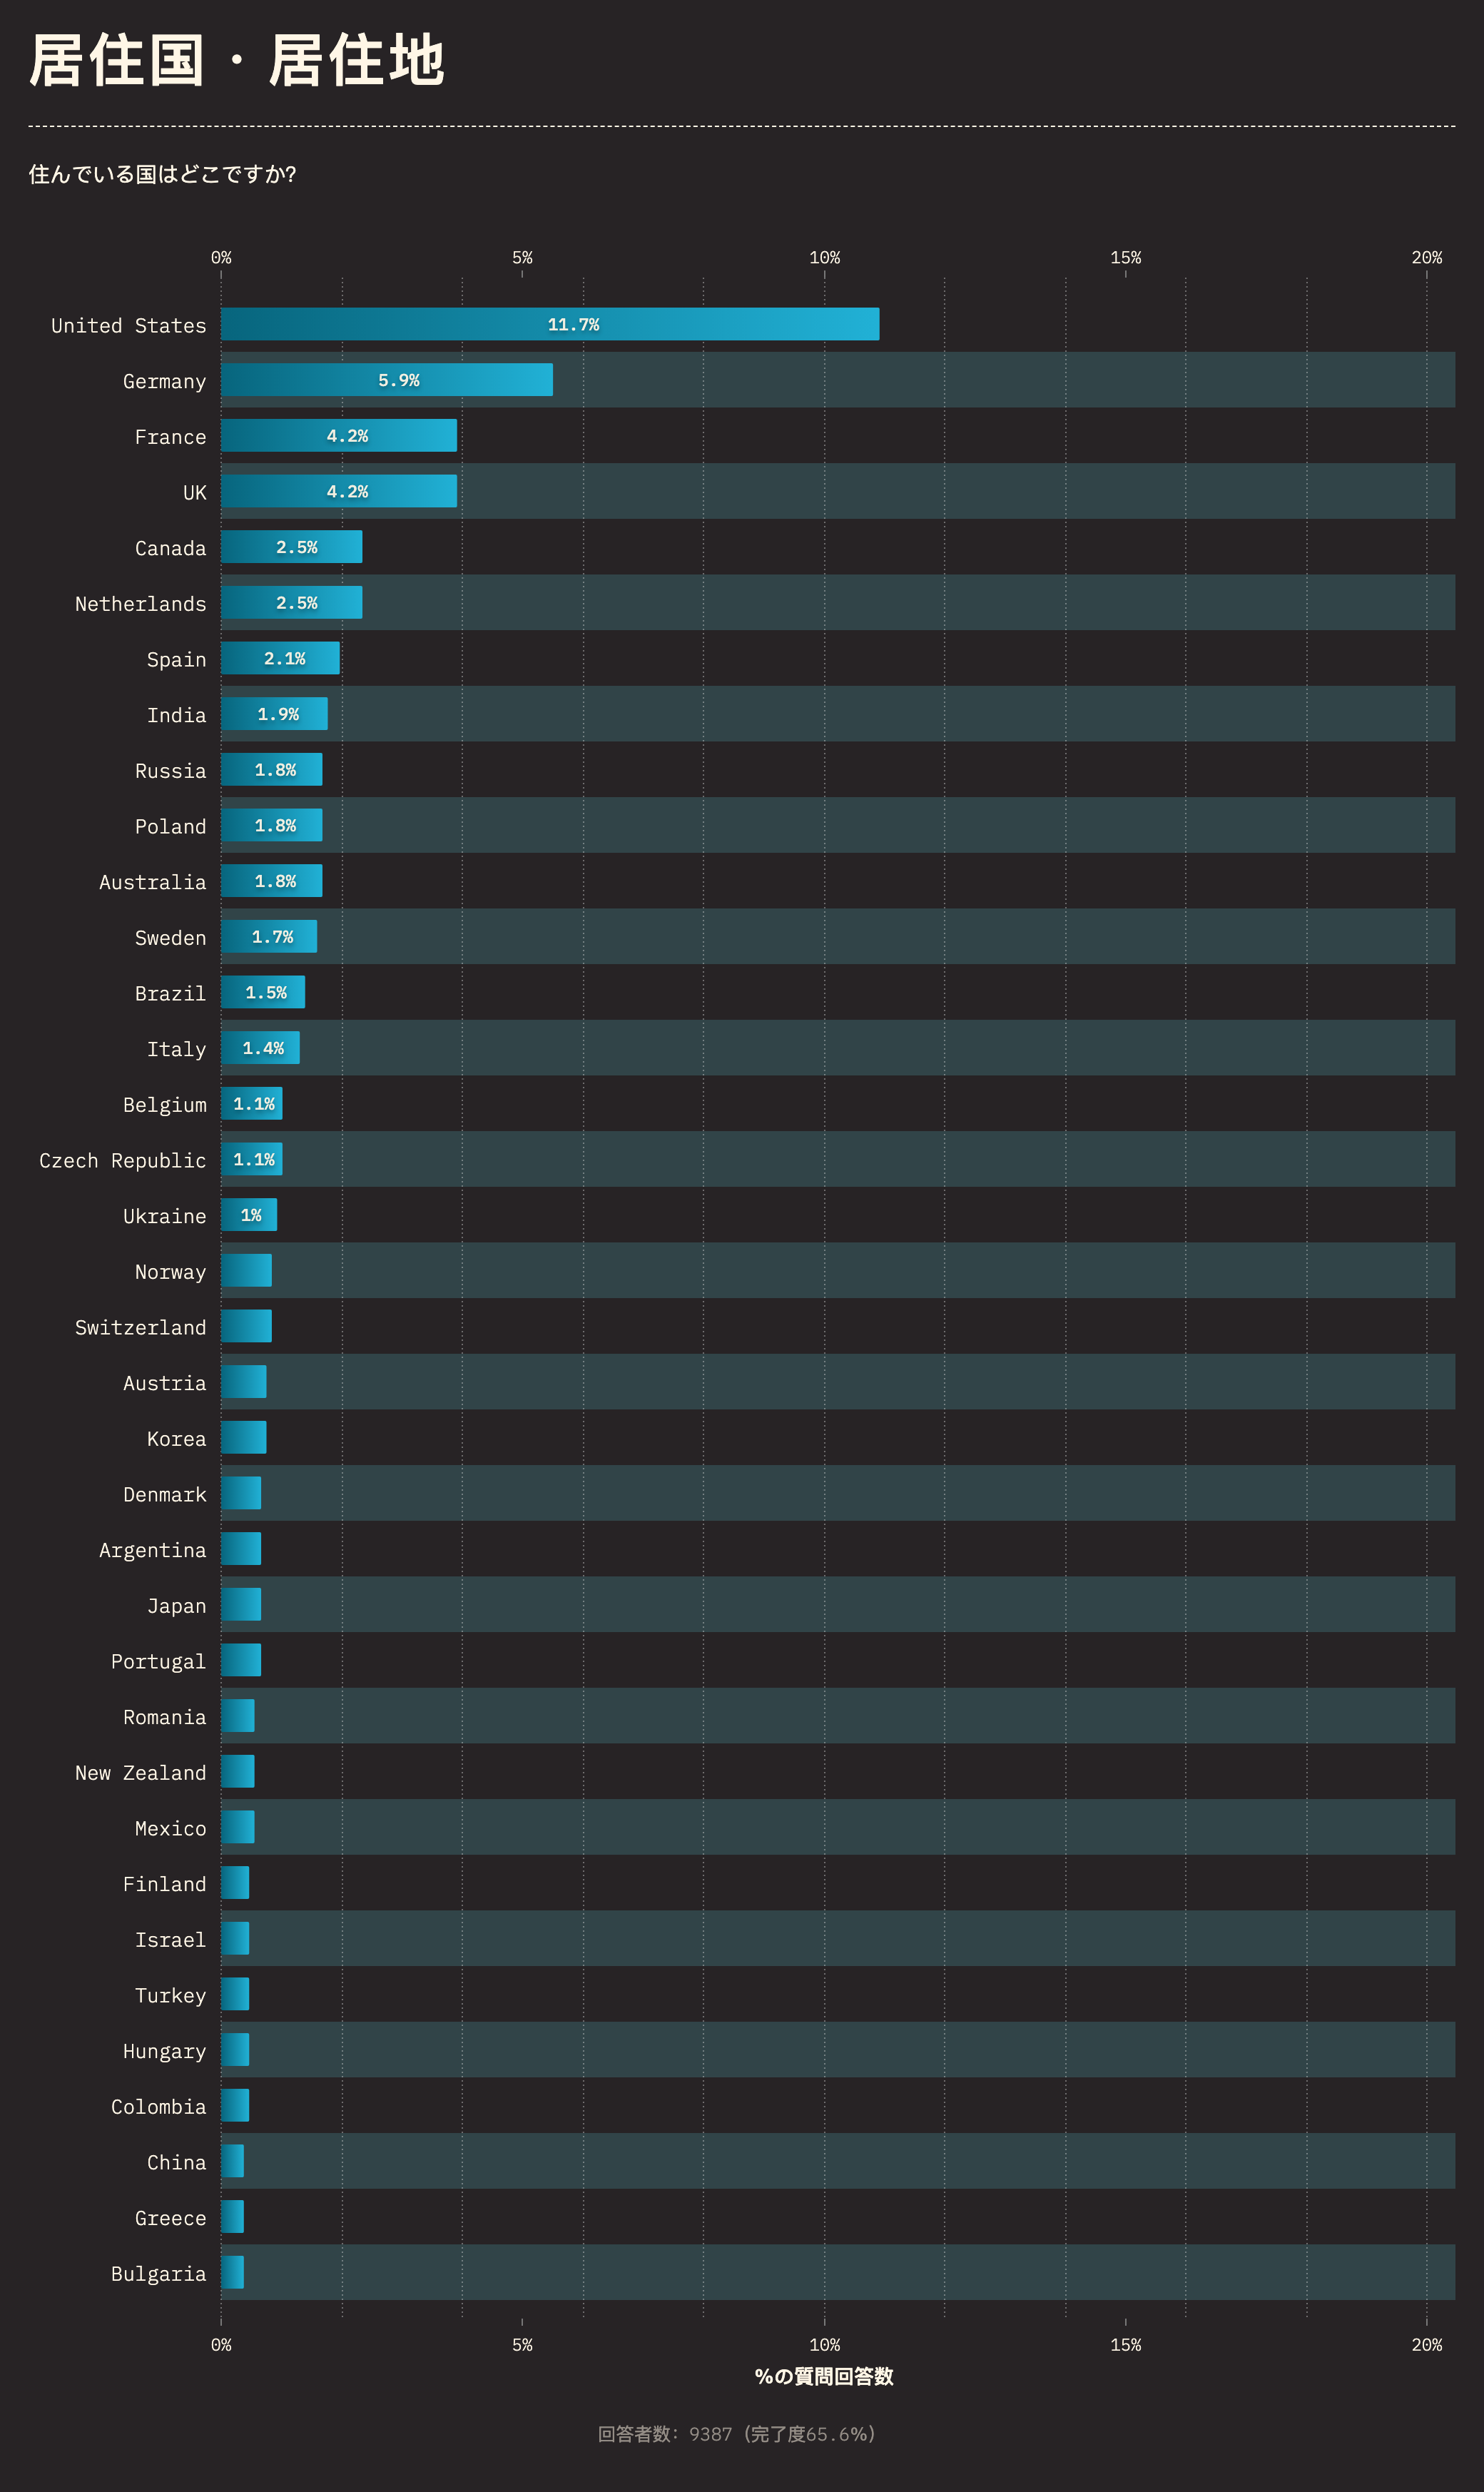 居住国・居住地
住んでいる国はどこですか?
0% 5% 10% 15% 20%
United States 11.7%
Germany 5.9%
France 4.2%
UK 4.2%
Canada 2.5%
Netherlands 2.5%
Spain 2.1%
India 1.9%
Russia 1.8%
Poland 1.8%
Australia 1.8%
Sweden 1.7%
Brazil 1.5%
Italy 1.4%
Belgium 1.1%
Czech Republic 1.1%
Ukraine 1%
Norway
Switzerland
Austria
Korea
Denmark
Argentina
Japan
Portugal
Romania
New Zealand
Mexico
Finland
Israel
Turkey
Hungary
Colombia
China
Greece
Bulgaria
0% 5% 10% 15% 20%
%の質問回答数
回答者数: 9387 (完了度65.6%)